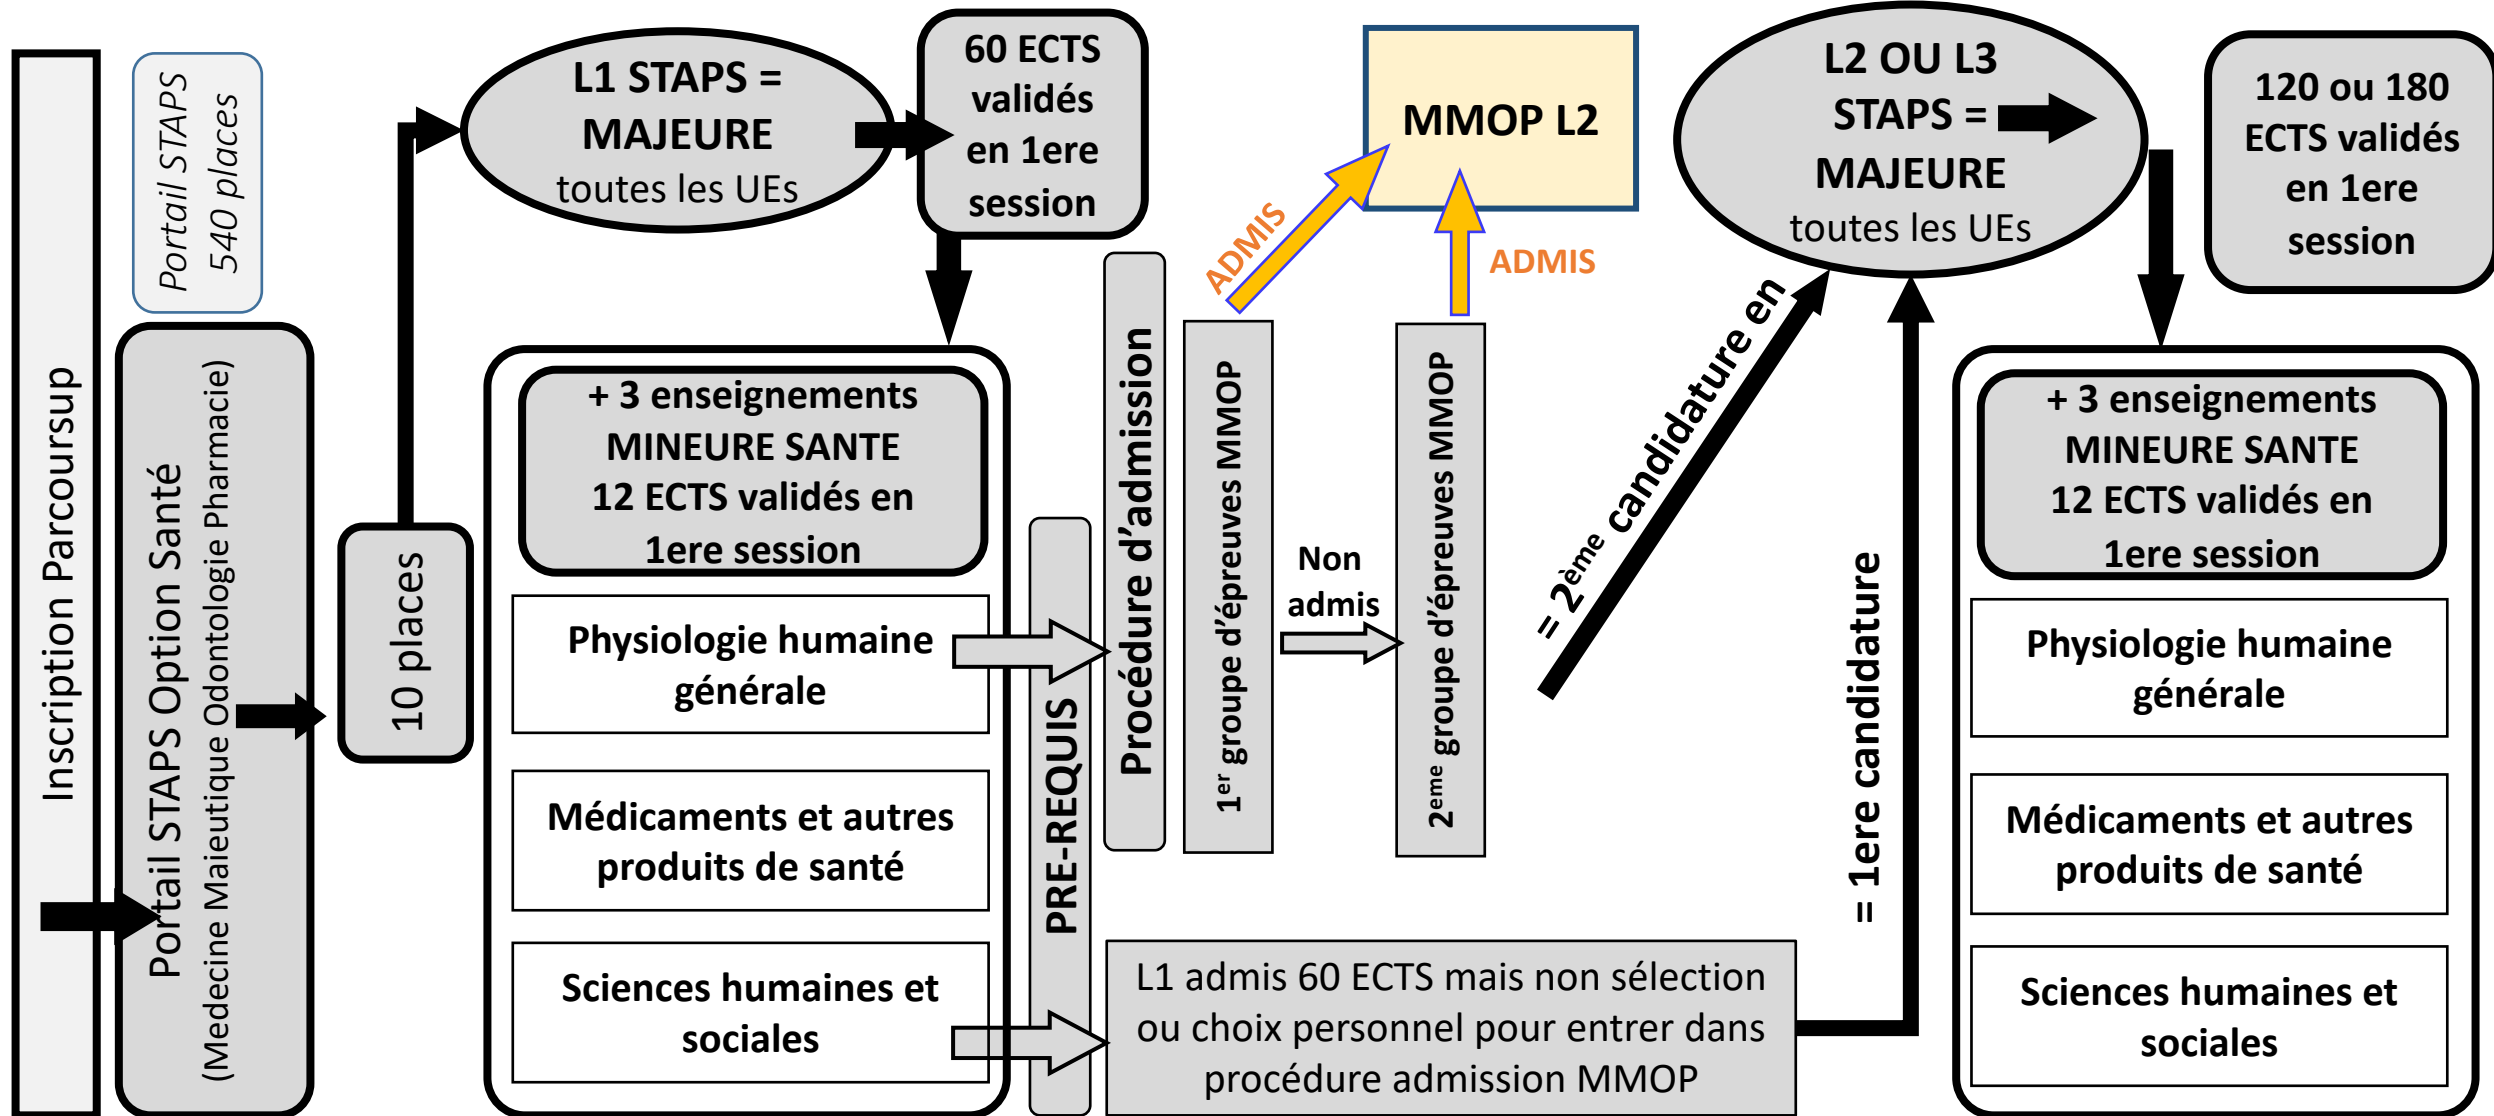 Inscription Parcoursup
Portail STAPS
540 places
Portail STAPS Option Santé
(Medecine Maieutique Odontologie Pharmacie)
10 places
L1 STAPS =
MAJEURE
toutes les UEs
60 ECTS
validés
en 1ere
session
+ 3 enseignements
MINEURE SANTE
12 ECTS validés en
1ere session
Physiologie humaine
générale
Médicaments et autres
produits de santé
Sciences humaines et
sociales
PRE-REQUIS
Procédure d’admission
1er groupe d’épreuves MMOP
Non
admis
2eme groupe d’épreuves MMOP
ADMIS
ADMIS
MMOP L2
L1 admis 60 ECTS mais non sélection
ou choix personnel pour entrer dans
procédure admission MMOP
= 2ème candidature en
= 1ere candidature
L2 OU L3
STAPS =
MAJEURE
toutes les UEs
120 ou 180
ECTS validés
en 1ere
session
+ 3 enseignements
MINEURE SANTE
12 ECTS validés en
1ere session
Physiologie humaine
générale
Médicaments et autres
produits de santé
Sciences humaines et
sociales